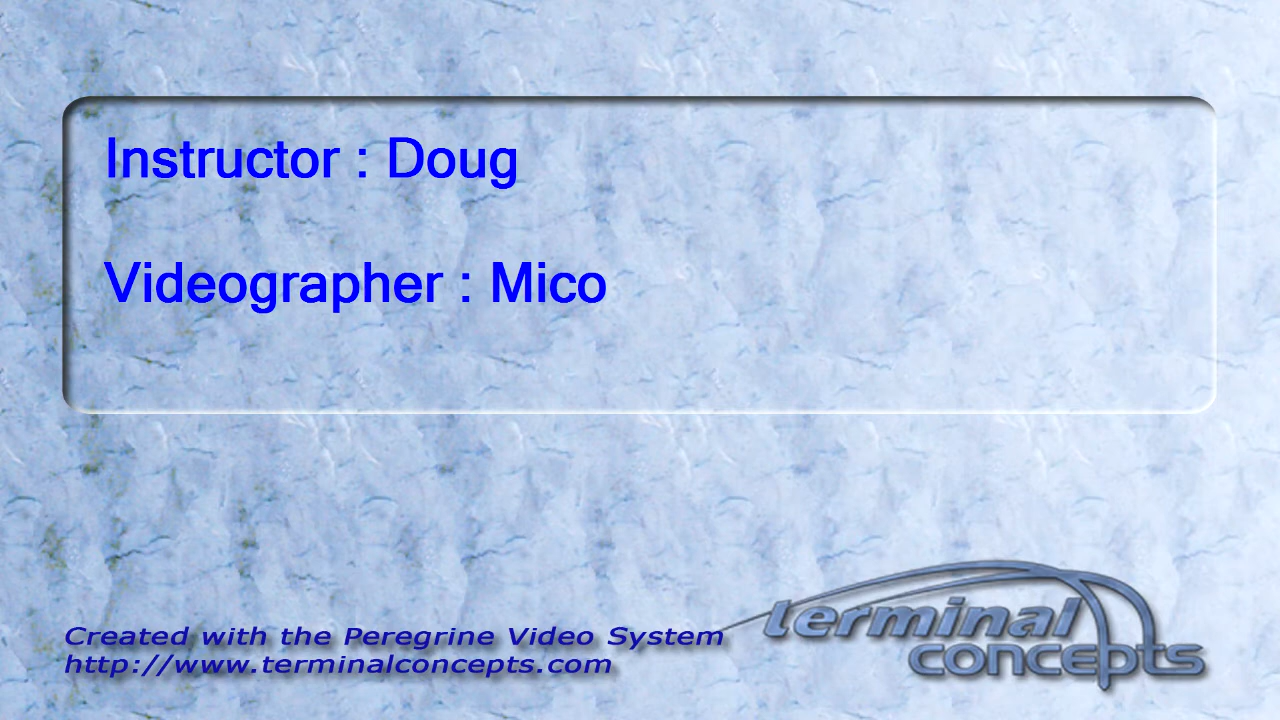 Instructor : Doug
Videographer : Mico
Created with the Peregrine Video System
http://www.terminalconcepts.com
terminal
concepts